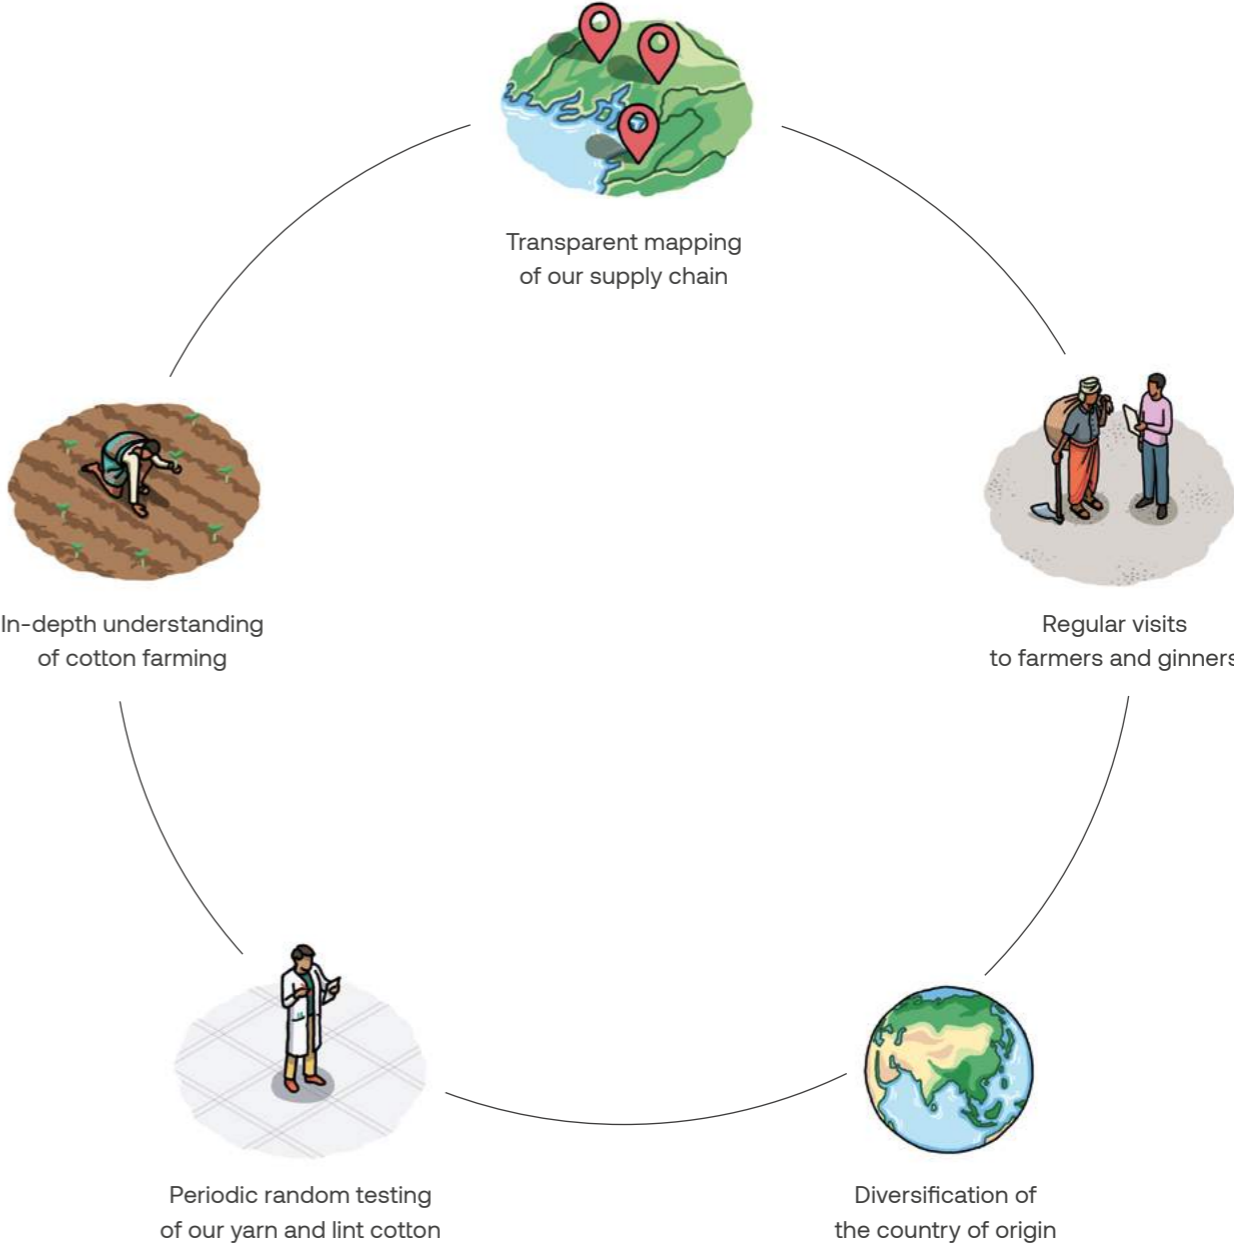 Transparent mapping
of our supply chain
In-depth understanding
of cotton farming
Regular visits
to farmers and ginners
Periodic random testing
of our yarn and lint cotton
Diversification of
the country of origin